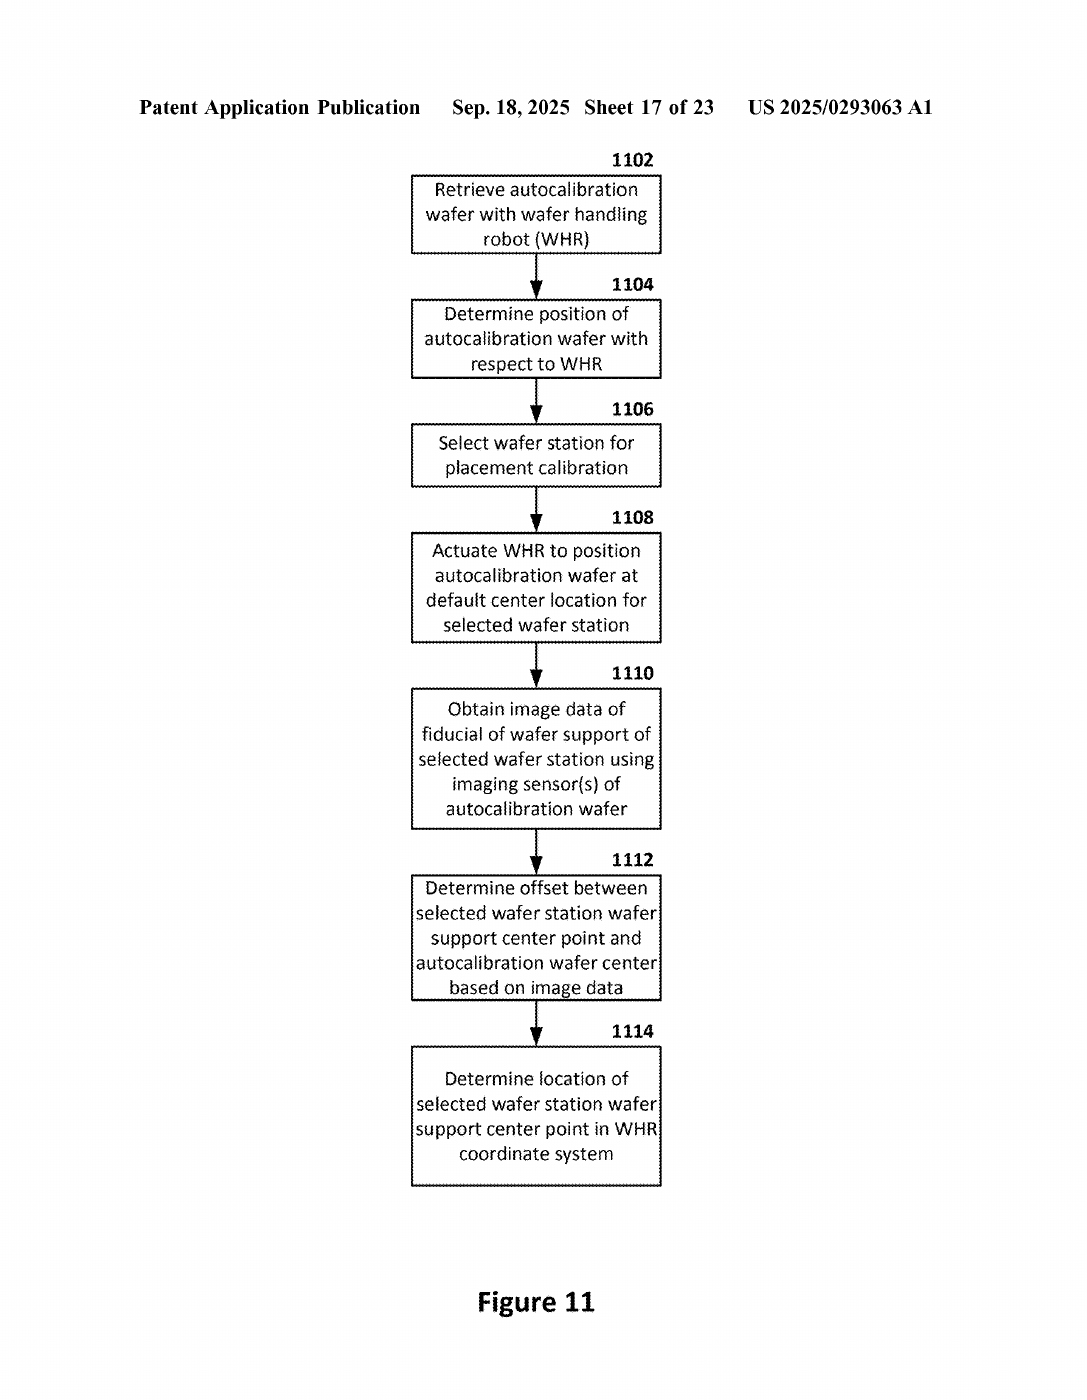 Patent Application Publication Sep. 18, 2025 Sheet 17 of 23 US 2025/0293063 A1
1102
Retrieve autocalibration
wafer with wafer handling
robot (WHR)
1104
Determine position of
autocalibration wafer with
respect to WHR
1106
Select wafer station for
placement calibration
1108
Actuate WHR to position
autocalibration wafer at
default center location for
selected wafer station
1110
Obtain image data of
fiducial of wafer support of
selected wafer station using
imaging sensor(s) of
autocalibration wafer
1112
Determine offset between
selected wafer station wafer
support center point and
autocalibration wafer center
based on image data
1114
Determine location of
selected wafer station wafer
support center point in WHR
coordinate system
Figure 11